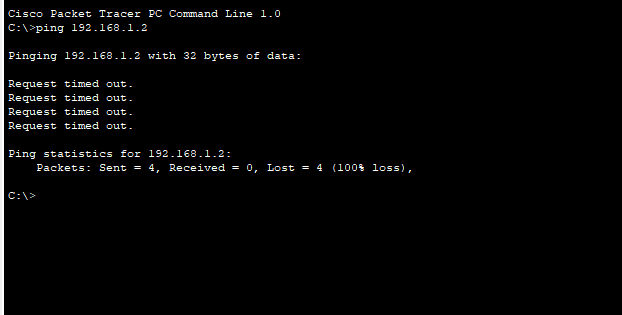 Cisco Packet Tracer PC Command Line 1.0
C:\>ping 192.168.1.2
Pinging 192.168.1.2 with 32 bytes of data:
Request timed out.
Request timed out.
Request timed out.
Request timed out.
Ping statistics for 192.168.1.2:
Packets: Sent = 4, Received = 0, Lost = 4 (100% loss),
C:\>